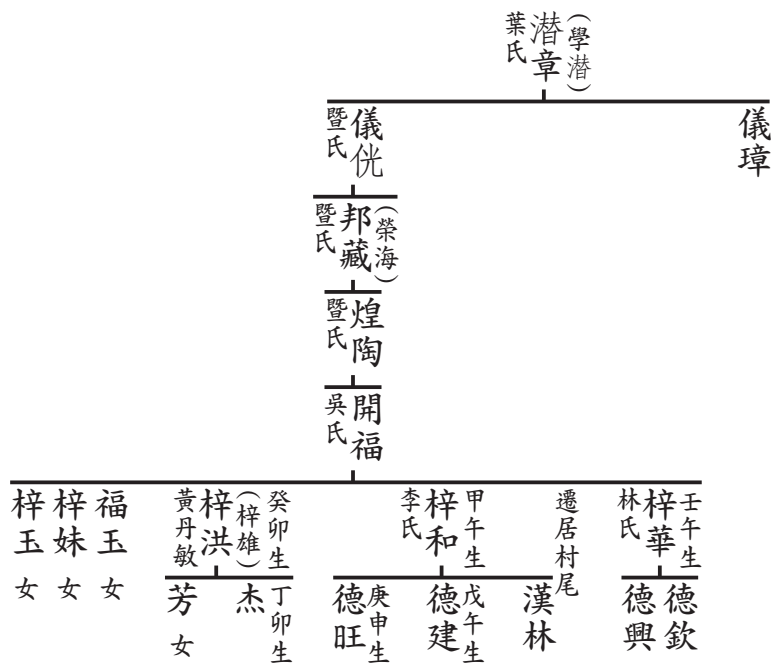 (學潜)
潜章
葉氏
儀璋
儀侊
暨氏
(榮海)
邦藏
暨氏
煌陶
暨氏
開福
吳氏
壬午生
梓華
林氏
遷居村尾
甲午生
梓和
李氏
癸卯生
(梓雄)
梓洪
黃丹敏
福玉 女
梓妹 女
梓玉 女
德欽
德興
漢林
戊午生
德建
庚申生
德旺
丁卯生
杰
芳 女